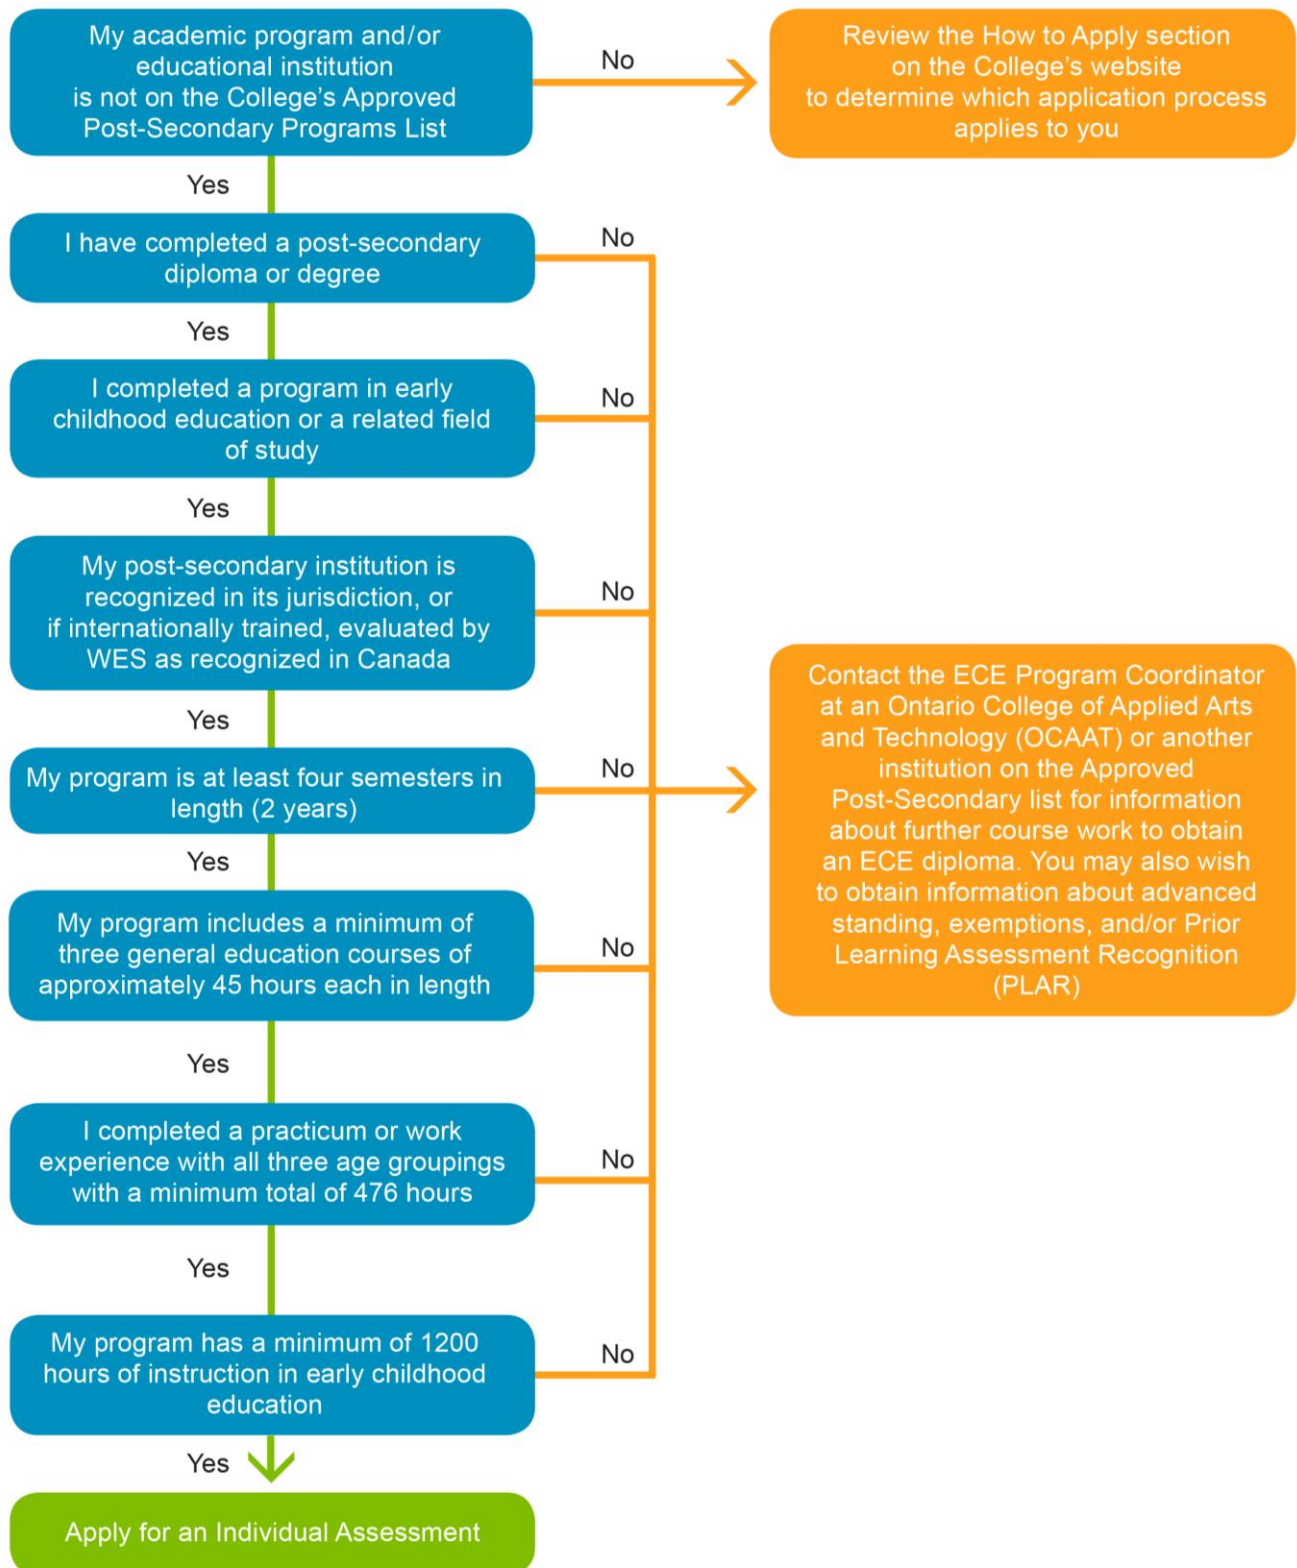 My academic program and/or
educational institution
is not on the College's Approved
Post-Secondary Programs List
No
Review the How to Apply section
on the College's website
to determine which application process
applies to you
Yes
I have completed a post-secondary
diploma or degree
No
Yes
I completed a program in early
childhood education or a related field
of study
No
Yes
My post-secondary institution is
recognized in its jurisdiction, or
if internationally trained, evaluated by
WES as recognized in Canada
No
Yes
My program is at least four semesters in
length (2 years)
No
Contact the ECE Program Coordinator
at an Ontario College of Applied Arts
and Technology (OCAAT) or another
institution on the Approved
Post-Secondary list for information
about further course work to obtain
an ECE diploma. You may also wish
to obtain information about advanced
standing, exemptions, and/or Prior
Learning Assessment Recognition
(PLAR)
Yes
My program includes a minimum of
three general education courses of
approximately 45 hours each in length
No
Yes
I completed a practicum or work
experience with all three age groupings
with a minimum total of 476 hours
No
Yes
My program has a minimum of 1200
hours of instruction in early childhood
education
No
Yes
Apply for an Individual Assessment